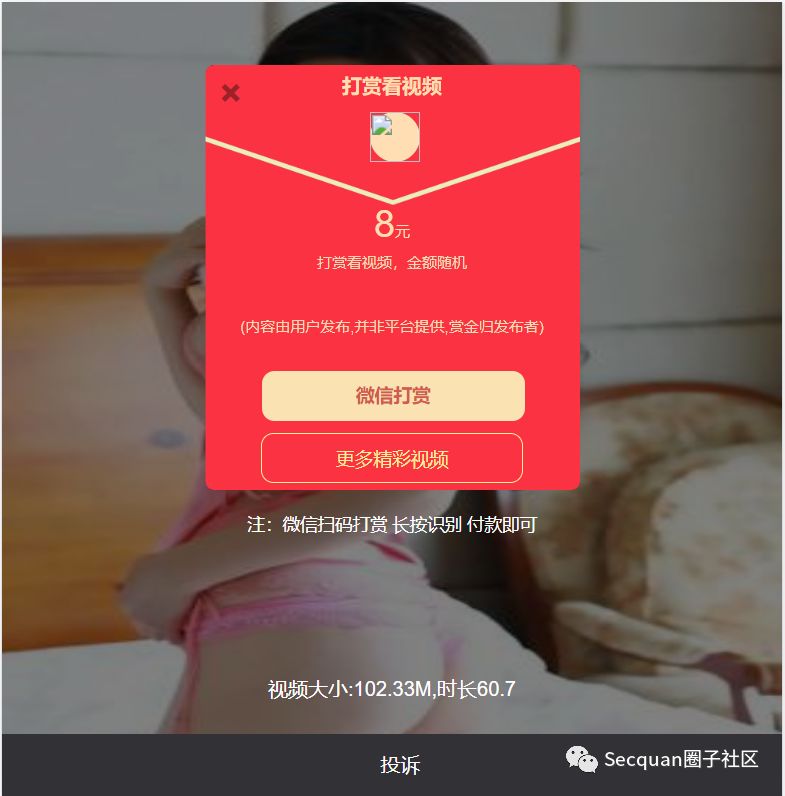 打赏看视频
8元
打赏看视频，金额随机
(内容由用户发布,并非平台提供,赏金归发布者)
微信打赏
更多精彩视频
注：微信扫码打赏 长按识别 付款即可
视频大小:102.33M,时长60.7
投诉
Secquan圈子社区